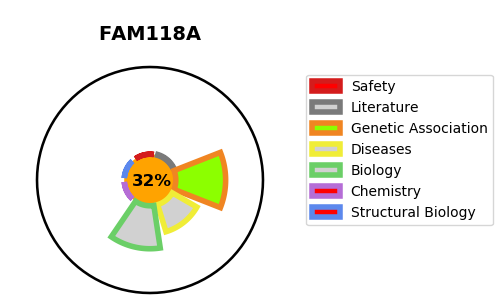 FAM118A
32%
Safety
Literature
Genetic Association
Diseases
Biology
Chemistry
Structural Biology